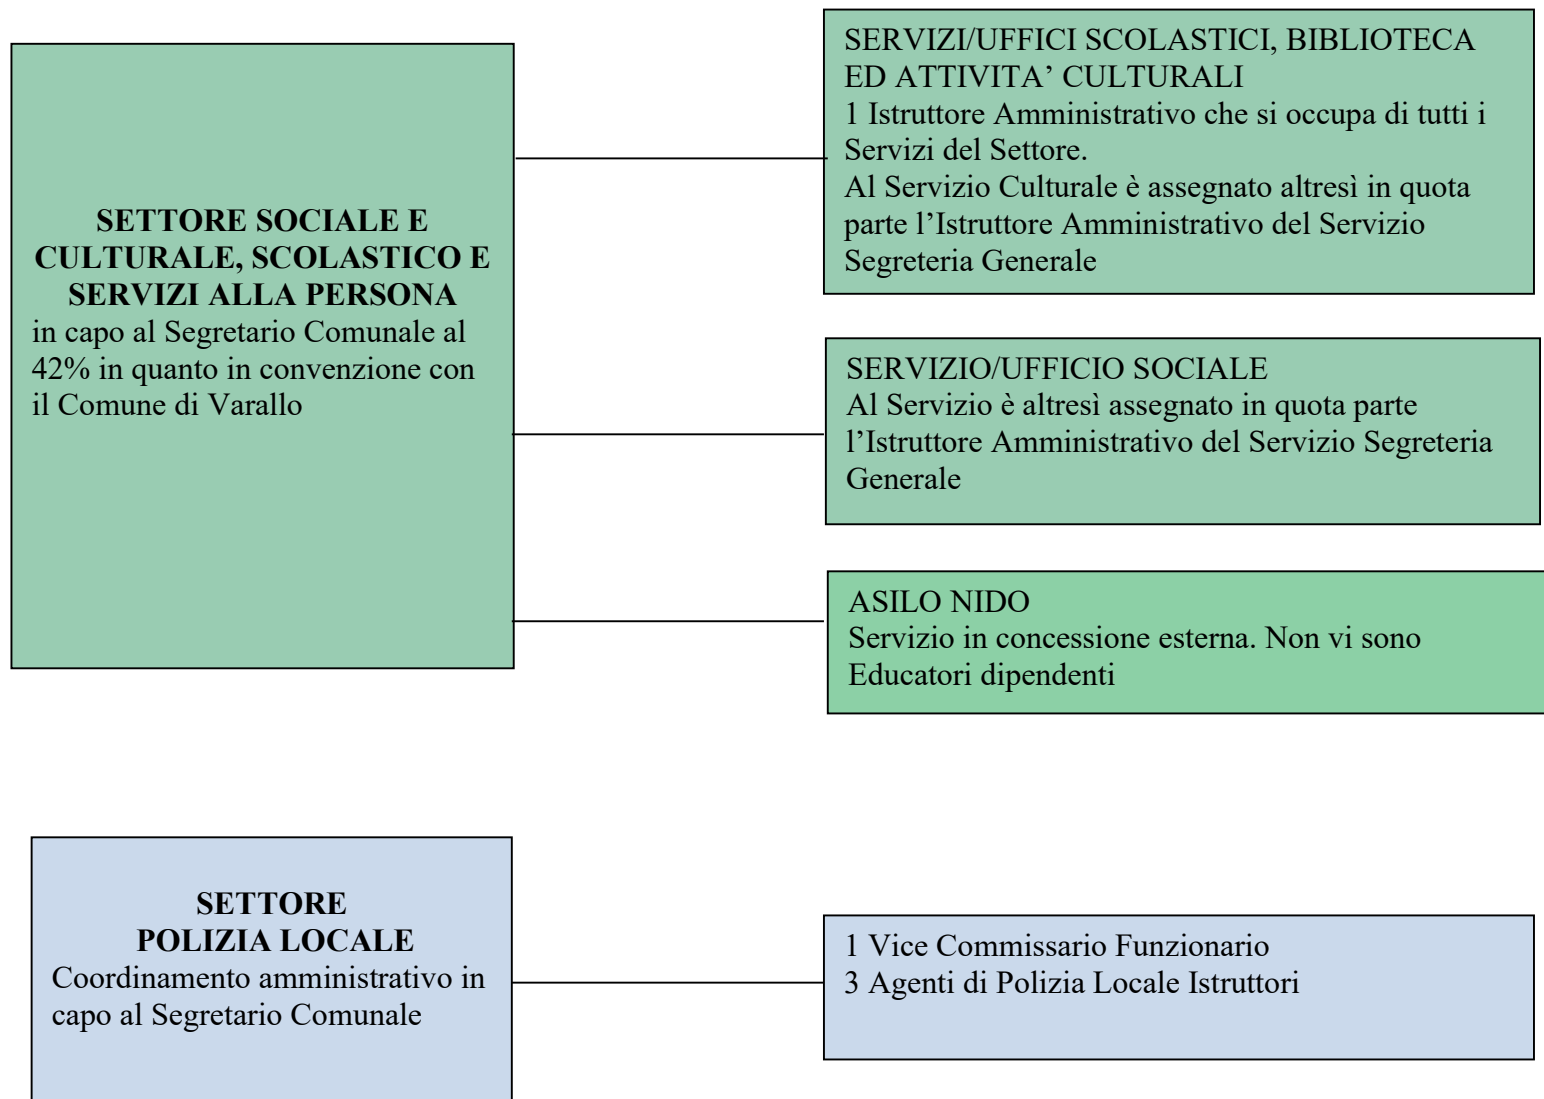 SETTORE SOCIALE E
CULTURALE, SCOLASTICO E
SERVIZI ALLA PERSONA
in capo al Segretario Comunale al
42% in quanto in convenzione con
il Comune di Varallo
SERVIZI/UFFICI SCOLASTICI, BIBLIOTECA
ED ATTIVITA’ CULTURALI
1 Istruttore Amministrativo che si occupa di tutti i
Servizi del Settore.
Al Servizio Culturale è assegnato altresì in quota
parte l’Istruttore Amministrativo del Servizio
Segreteria Generale
SERVIZIO/UFFICIO SOCIALE
Al Servizio è altresì assegnato in quota parte
l’Istruttore Amministrativo del Servizio Segreteria
Generale
ASILO NIDO
Servizio in concessione esterna. Non vi sono
Educatori dipendenti
SETTORE
POLIZIA LOCALE
Coordinamento amministrativo in
capo al Segretario Comunale
1 Vice Commissario Funzionario
3 Agenti di Polizia Locale Istruttori